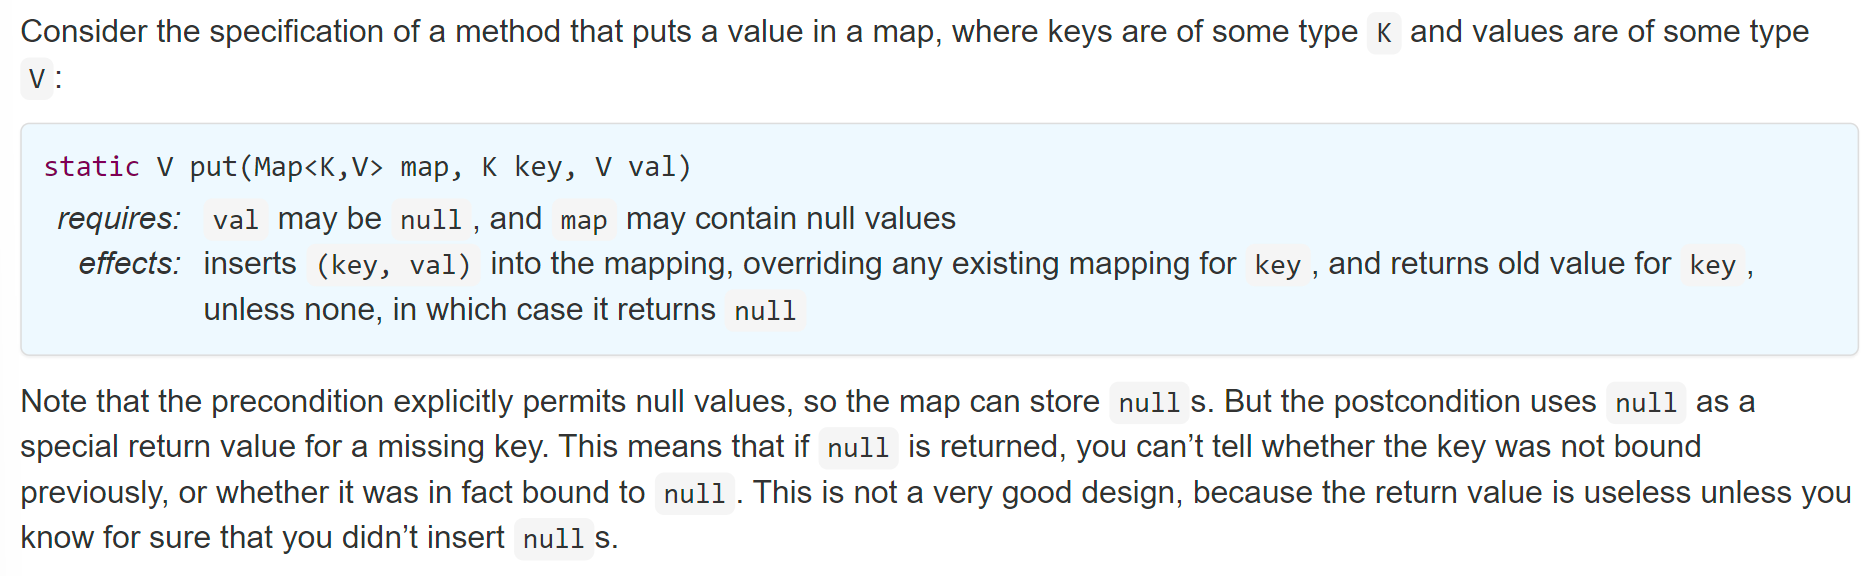 Consider the specification of a method that puts a value in a map, where keys are of some type K and values are of some type
V :
static V put(Map<K,V> map, K key, V val)
requires: val may be null , and map may contain null values
effects: inserts (key, val) into the mapping, overriding any existing mapping for key , and returns old value for key ,
unless none, in which case it returns null
Note that the precondition explicitly permits null values, so the map can store null s. But the postcondition uses null as a
special return value for a missing key. This means that if null is returned, you can’t tell whether the key was not bound
previously, or whether it was in fact bound to null . This is not a very good design, because the return value is useless unless you
know for sure that you didn’t insert null s.